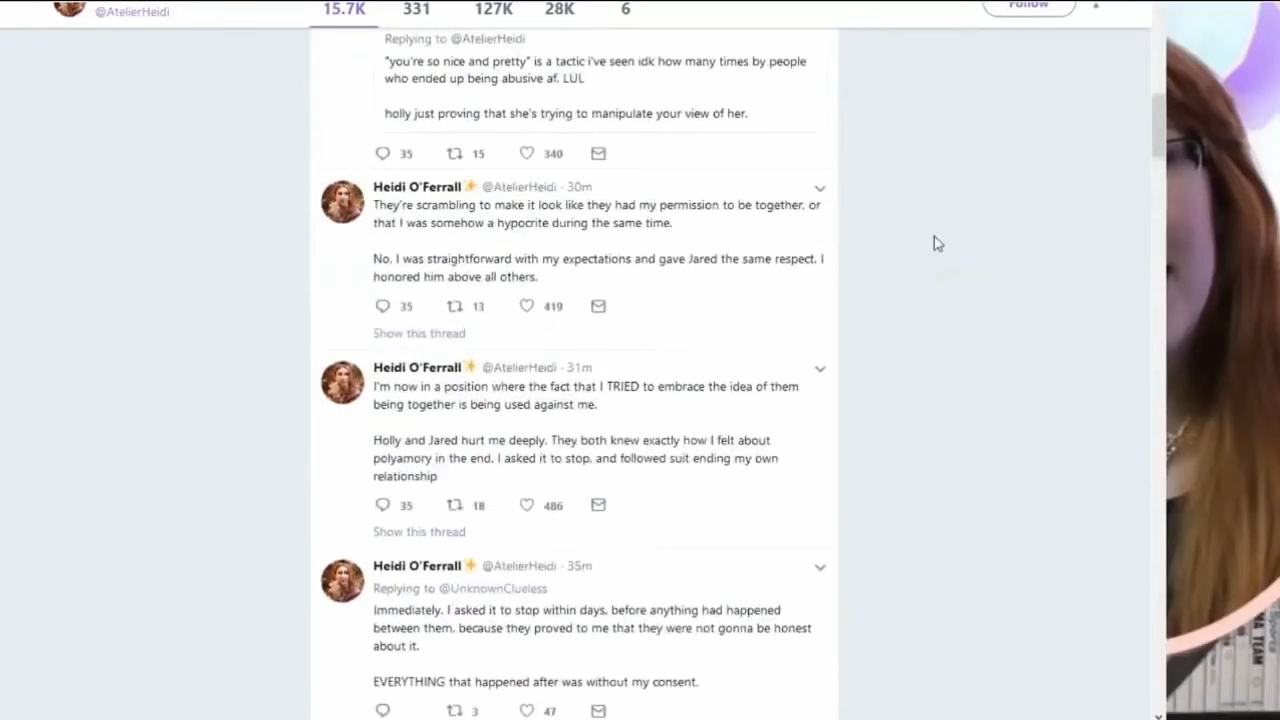 @AtelierHeidi
15.7K 331 127K 28K 6
Follow
Replying to @AtelierHeidi
"you're so nice and pretty" is a tactic i've seen idk how many times by people
who ended up being abusive af. LUL
holly just proving that she's trying to manipulate your view of her.
35 15 340
Heidi O'Ferrall✨ @AtelierHeidi · 30m
They're scrambling to make it look like they had my permission to be together, or
that I was somehow a hypocrite during the same time.
No. I was straightforward with my expectations and gave Jared the same respect. I
honored him above all others.
35 13 419
Show this thread
Heidi O'Ferrall✨ @AtelierHeidi · 31m
I'm now in a position where the fact that I TRIED to embrace the idea of them
being together is being used against me.
Holly and Jared hurt me deeply. They both knew exactly how I felt about
polyamory in the end. I asked it to stop, and followed suit ending my own
relationship
35 18 486
Show this thread
Heidi O'Ferrall✨ @AtelierHeidi · 35m
Replying to @UnknownClueless
Immediately. I asked it to stop within days, before anything had happened
between them, because they proved to me that they were not gonna be honest
about it.
EVERYTHING that happened after was without my consent.
3 47
TEAM